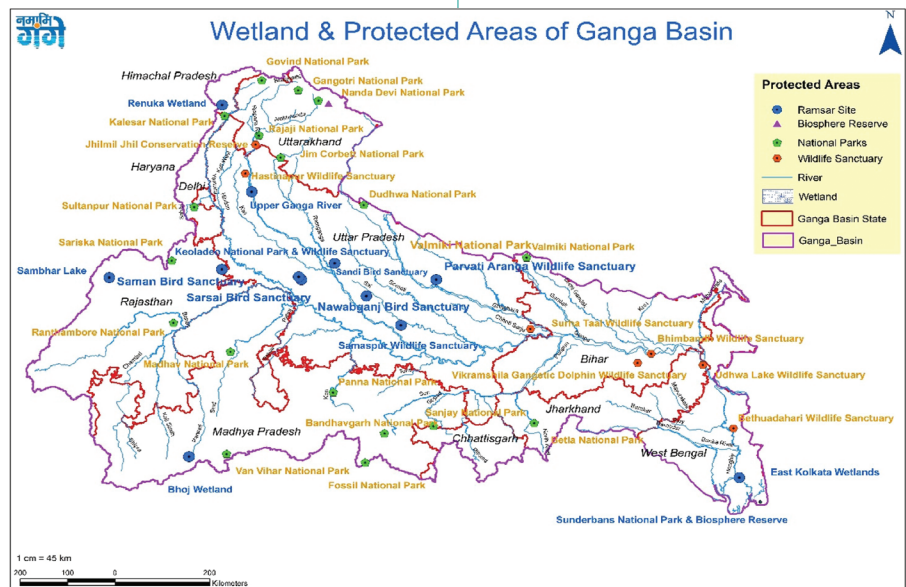 नमामि
गंगे
Wetland & Protected Areas of Ganga Basin
N
Govind National Park
Himachal Pradesh
Gangotri National Park
Nanda Devi National Park
Renuka Wetland
Kalesar National Park
Rajaji National Park
Jhilmil Jhil Conservation Reserve
Uttarakhand
Jim Corbett National Park
Haryana
Hastinapur Wildlife Sanctuary
Delhi
Dudhwa National Park
Sultanpur National Park
Upper Ganga River
Uttar Pradesh
Sariska National Park
Valmiki National Park
Valmiki National Park
Keoladeo National Park & Wildlife Sanctuary
Sambhar Lake
Sandi Bird Sanctuary
Parvati Aranga Wildlife Sanctuary
Saman Bird Sanctuary
Sarsai Bird Sanctuary
Rajasthan
Nawabganj Bird Sanctuary
Ranthambore National Park
Suraha Taal Wildlife Sanctuary
Bhimbandh Wildlife Sanctuary
Samaspur Wildlife Sanctuary
Bihar
Madhav National Park
Vikramshila Gangetic Dolphin Wildlife Sanctuary
Udhwa Lake Wildlife Sanctuary
Panna National Park
Sanjay National Park
Jharkhand
Bethuadahari Wildlife Sanctuary
Bandhavgarh National Park
Madhya Pradesh
Chhatisgarh
Betla National Park
West Bengal
Van Vihar National Park
East Kolkata Wetlands
Bhoj Wetland
Fossil National Park
Sunderbans National Park & Biosphere Reserve
Protected Areas
Ramsar Site
Biosphere Reserve
National Parks
Wildlife Sanctuary
River
Wetland
Ganga Basin State
Ganga_Basin
1 cm = 45 km
200 100 0 200
Kilometers